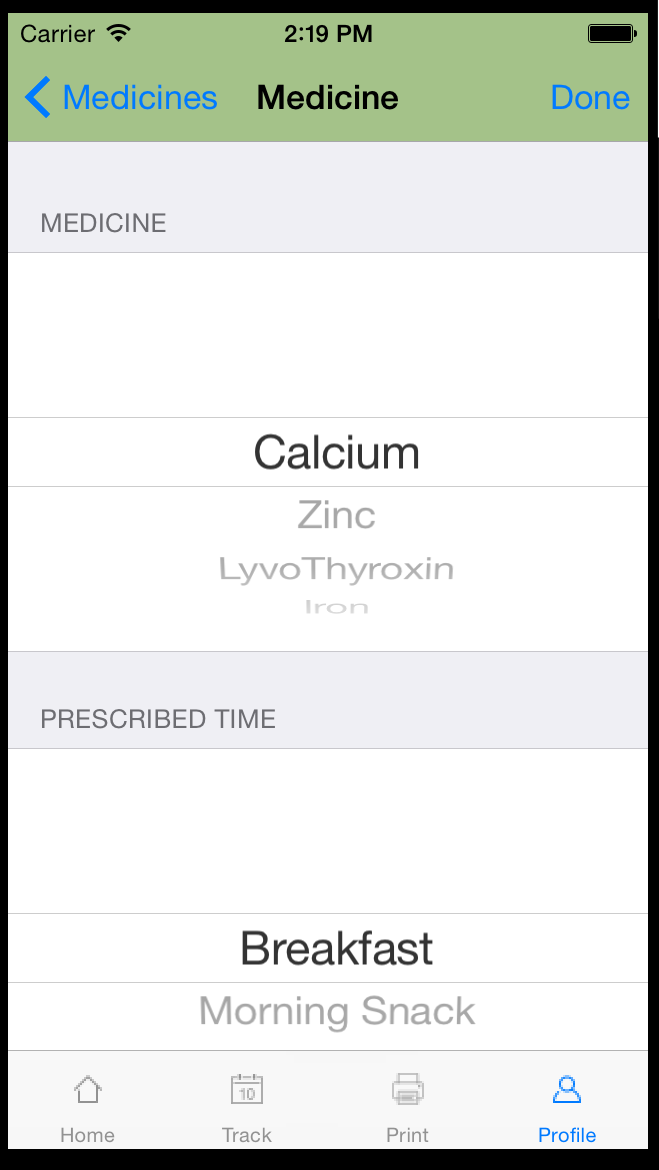 Carrier 2:19 PM
Medicines Medicine Done
MEDICINE
Calcium
Zinc
LyvoThyroxin
Iron
PRESCRIBED TIME
Breakfast
Morning Snack
10
Home Track Print Profile